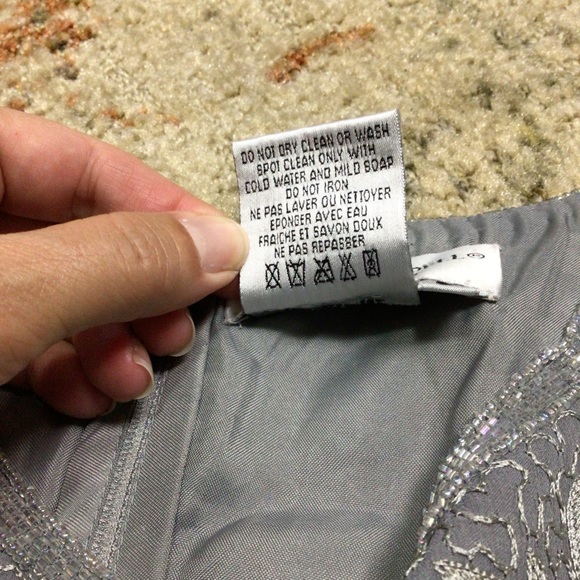 DO NOT DRY CLEAN OR WASH
SPOT CLEAN ONLY WITH
COLD WATER AND MILD SOAP
DO NOT IRON
NE PAS LAVER OU NETTOYER
EPONGER AVEC EAU
FRAICHE ET SAVON DOUX
NE PAS REPASSER